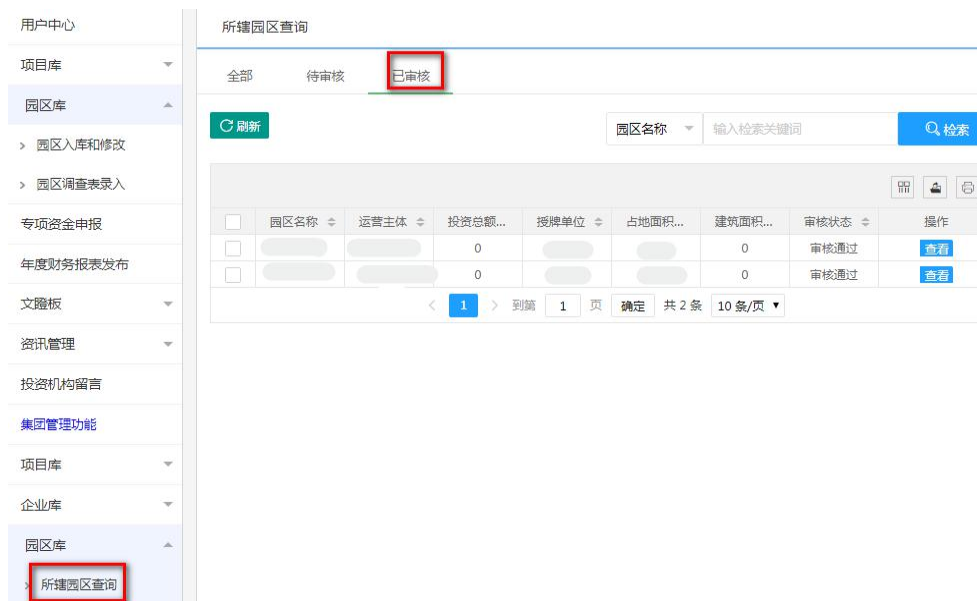 用户中心
项目库
园区库
园区入库和修改
园区调查表录入
专项资金申报
年度财务报表发布
文瞪板
资讯管理
投资机构留言
集团管理功能
项目库
企业库
园区库
所辖园区查询
所辖园区查询
全部 待审核 已审核
刷新 园区名称 输入检索关键词 检索
园区名称 运营主体 投资总额... 授牌单位 占地面积... 建筑面积... 审核状态 操作
0 0 审核通过 查看
0 0 审核通过 查看
1 到第 1 页 确定 共 2 条 10 条/页